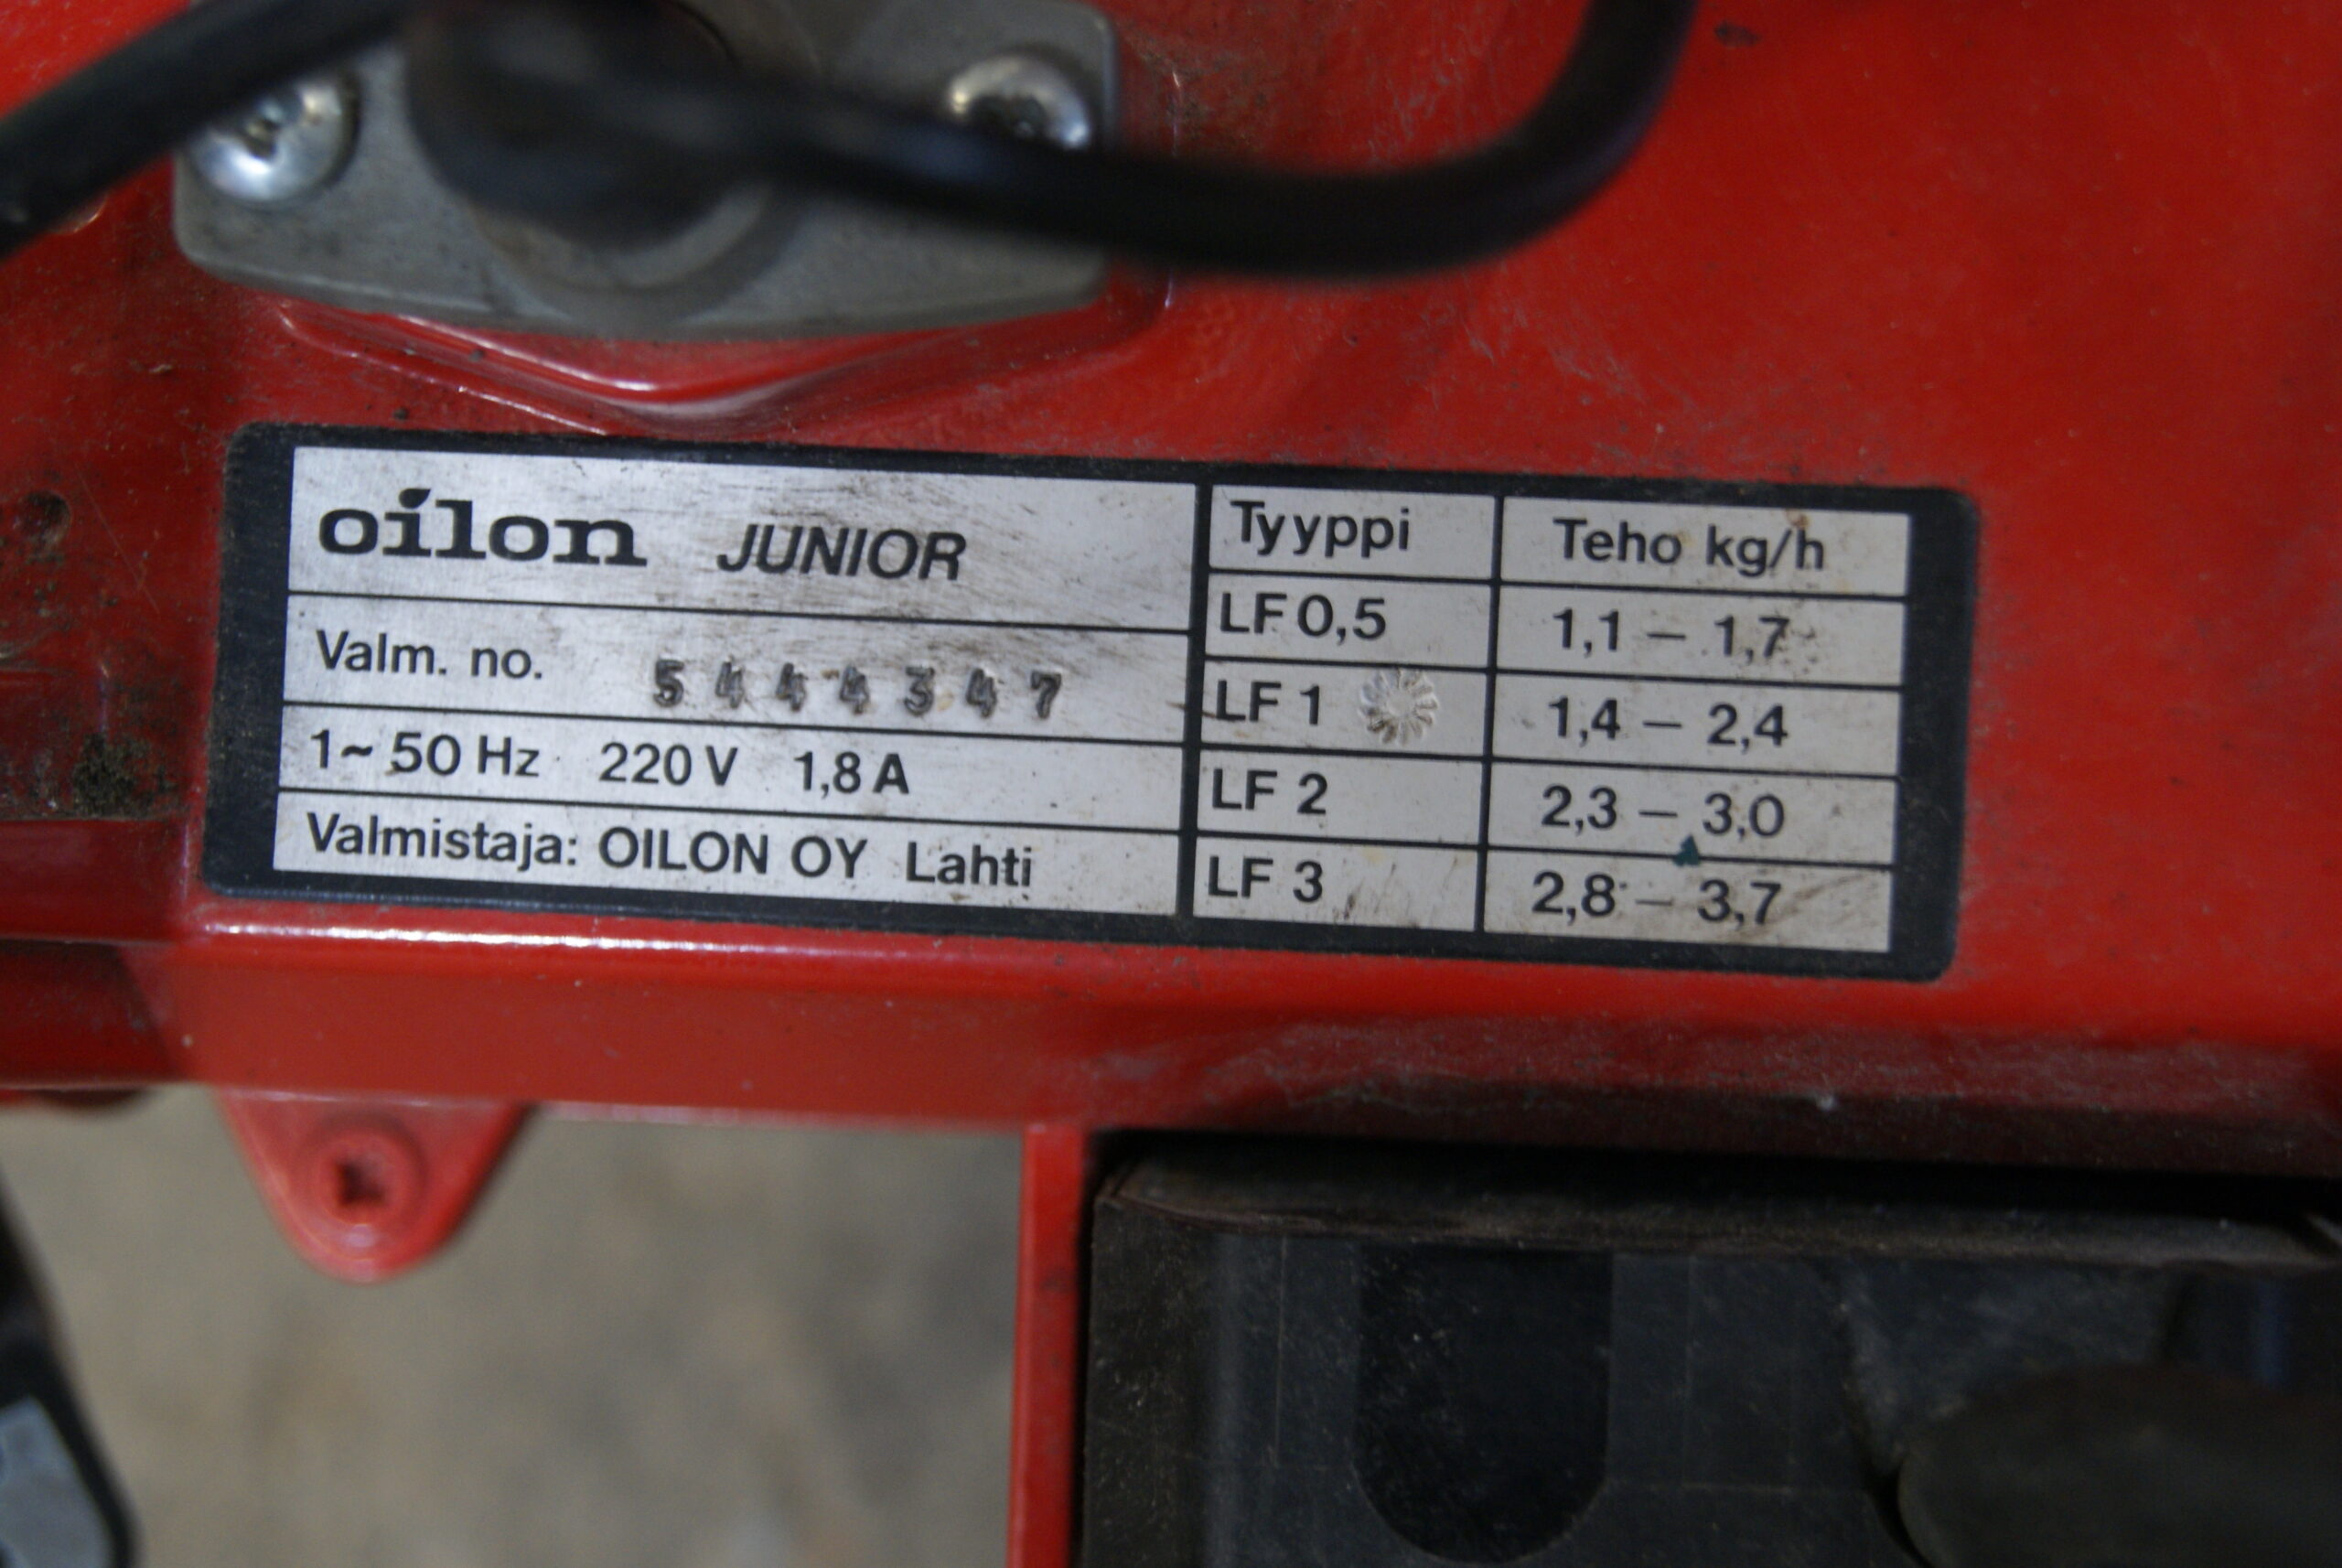 oilon JUNIOR
Valm. no. 5444347
1~ 50 Hz 220 V 1,8 A
Valmistaja: OILON OY Lahti
Tyyppi Teho kg/h
LF 0,5 1,1 – 1,7
LF 1 1,4 – 2,4
LF 2 2,3 – 3,0
LF 3 2,8 – 3,7